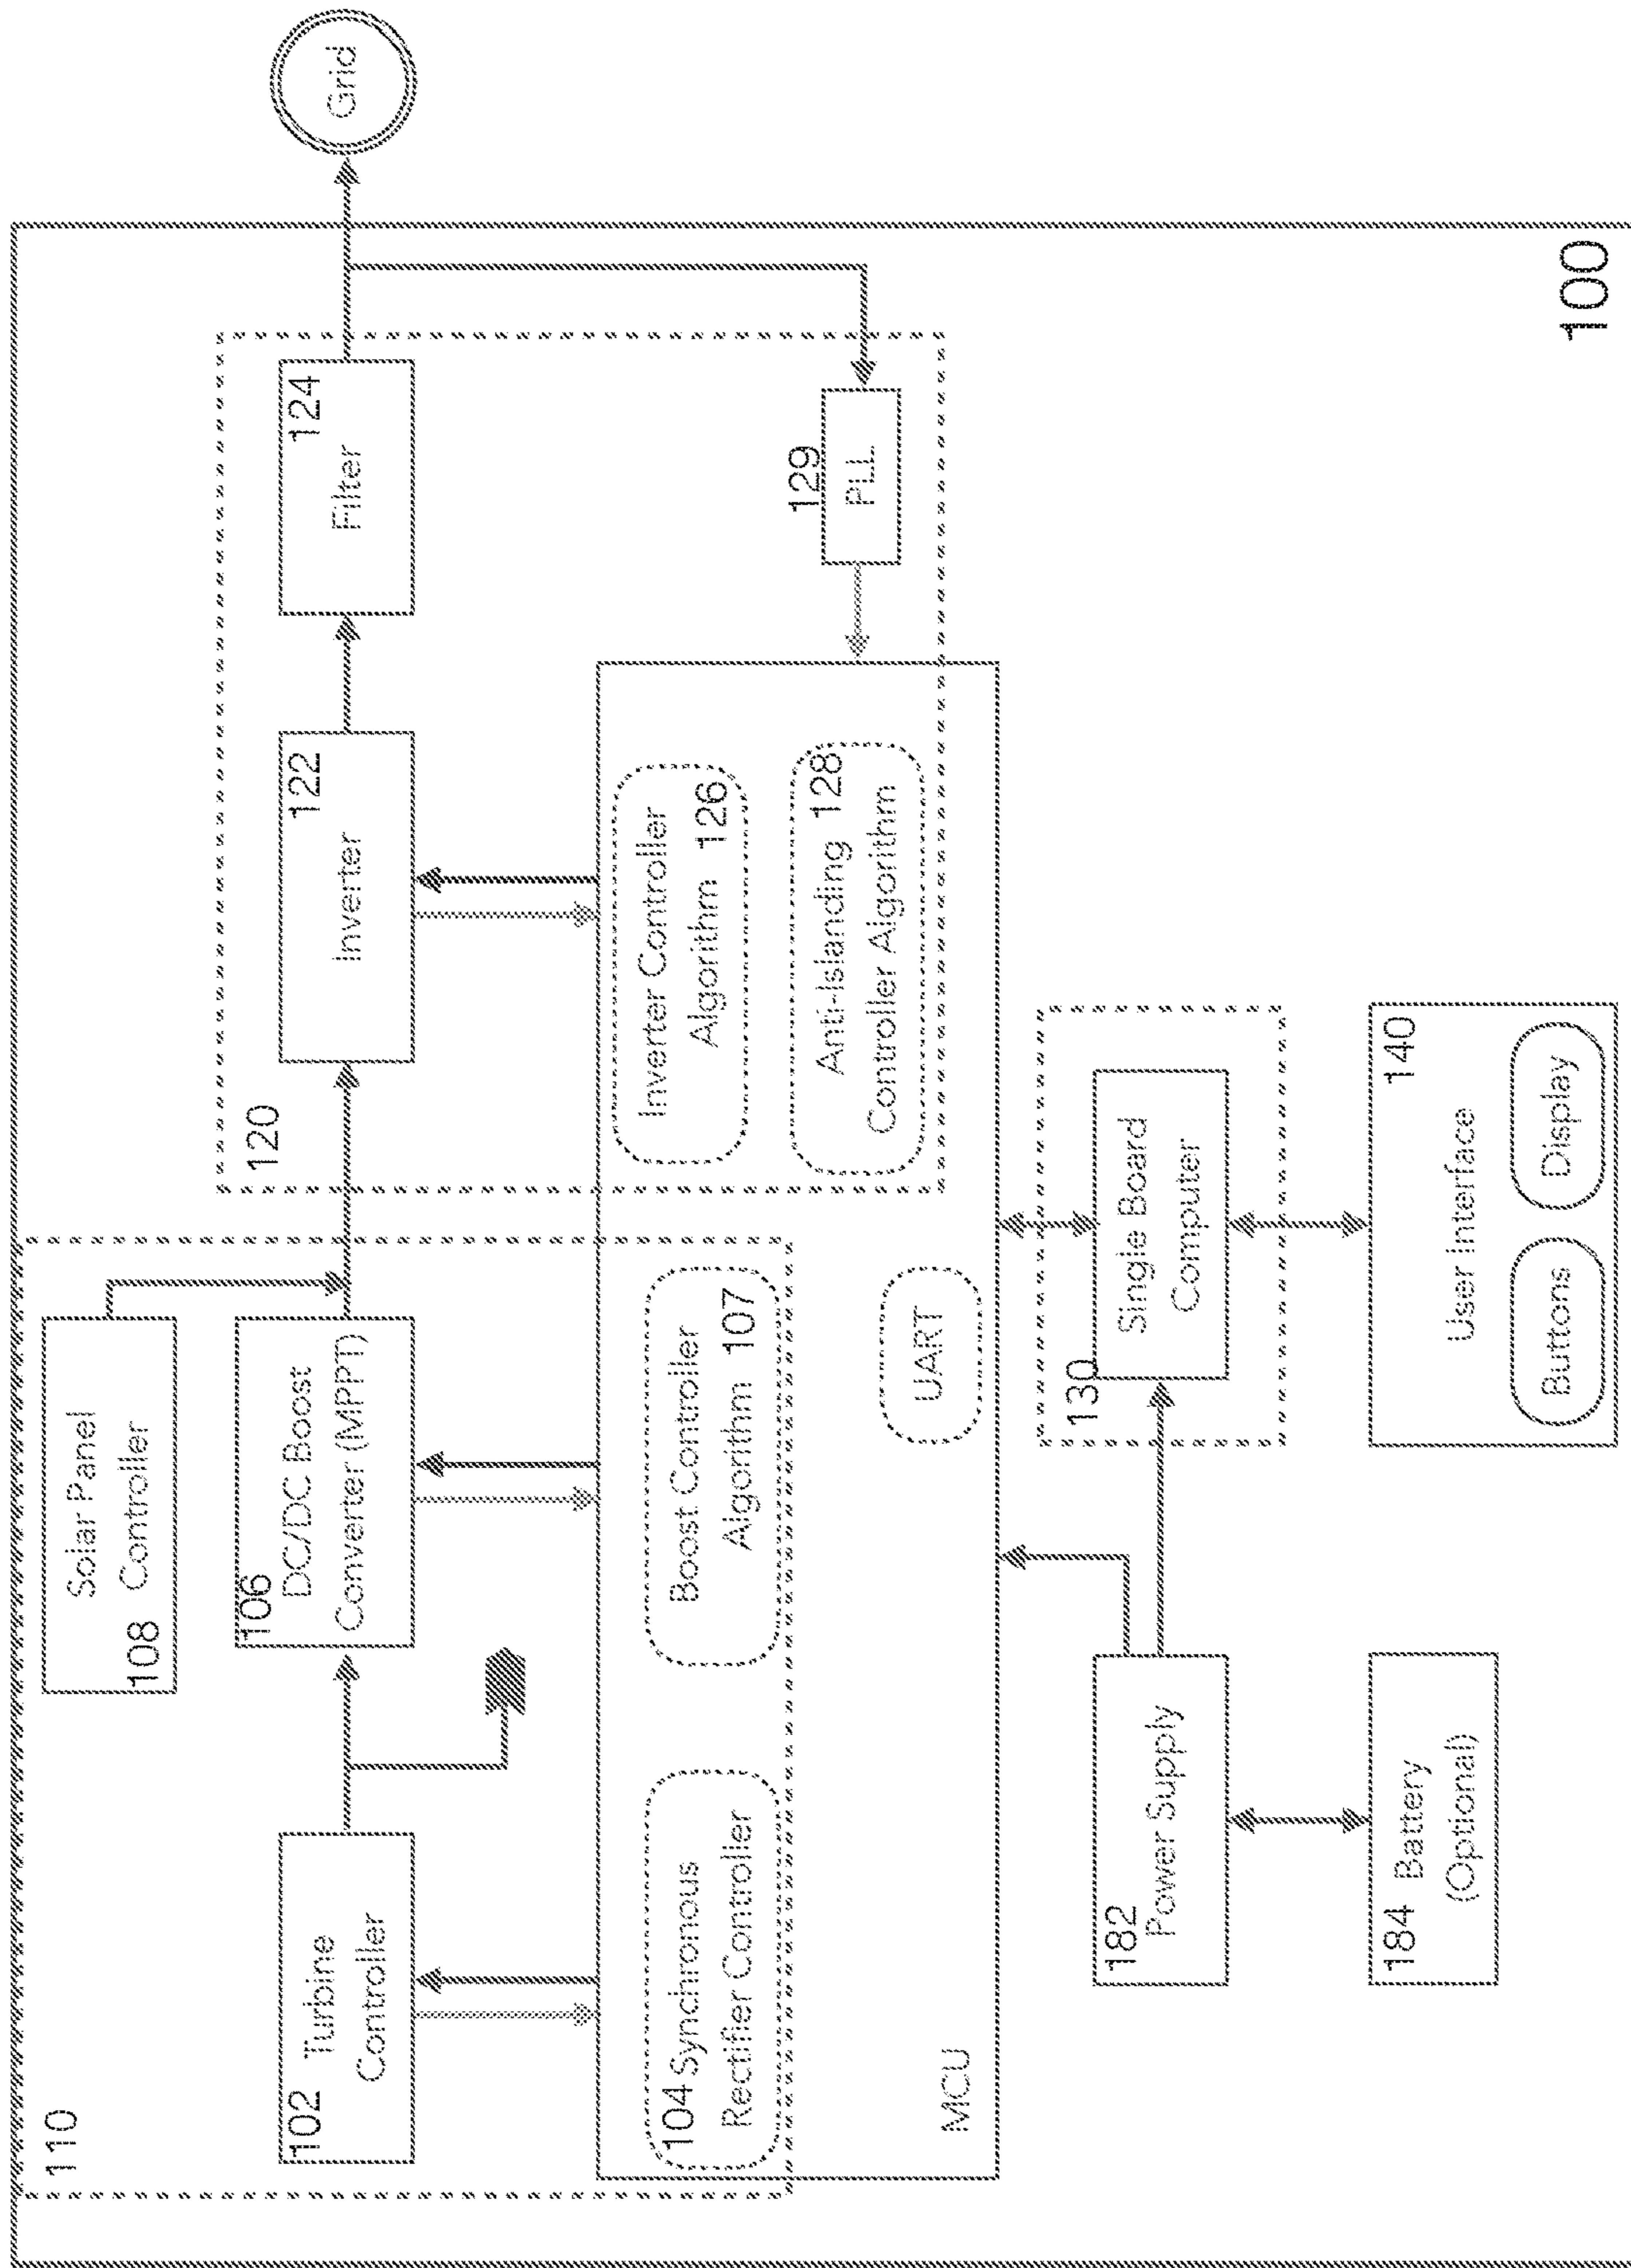 110
Solar Panel
108 Controller
102
Turbine
Controller
106
DC/DC Boost
Converter (MPPT)
120
122
Inverter
124
Filter
Grid
104 Synchronous
Rectifier Controller
Boost Controller
Algorithm 107
Inverter Controller
Algorithm 126
Anti-Islanding 128
Controller Algorithm
129
PLL
UART
MCU
182
Power Supply
130
Single Board
Computer
184 Battery
(Optional)
140
User Interface
Buttons
Display
100